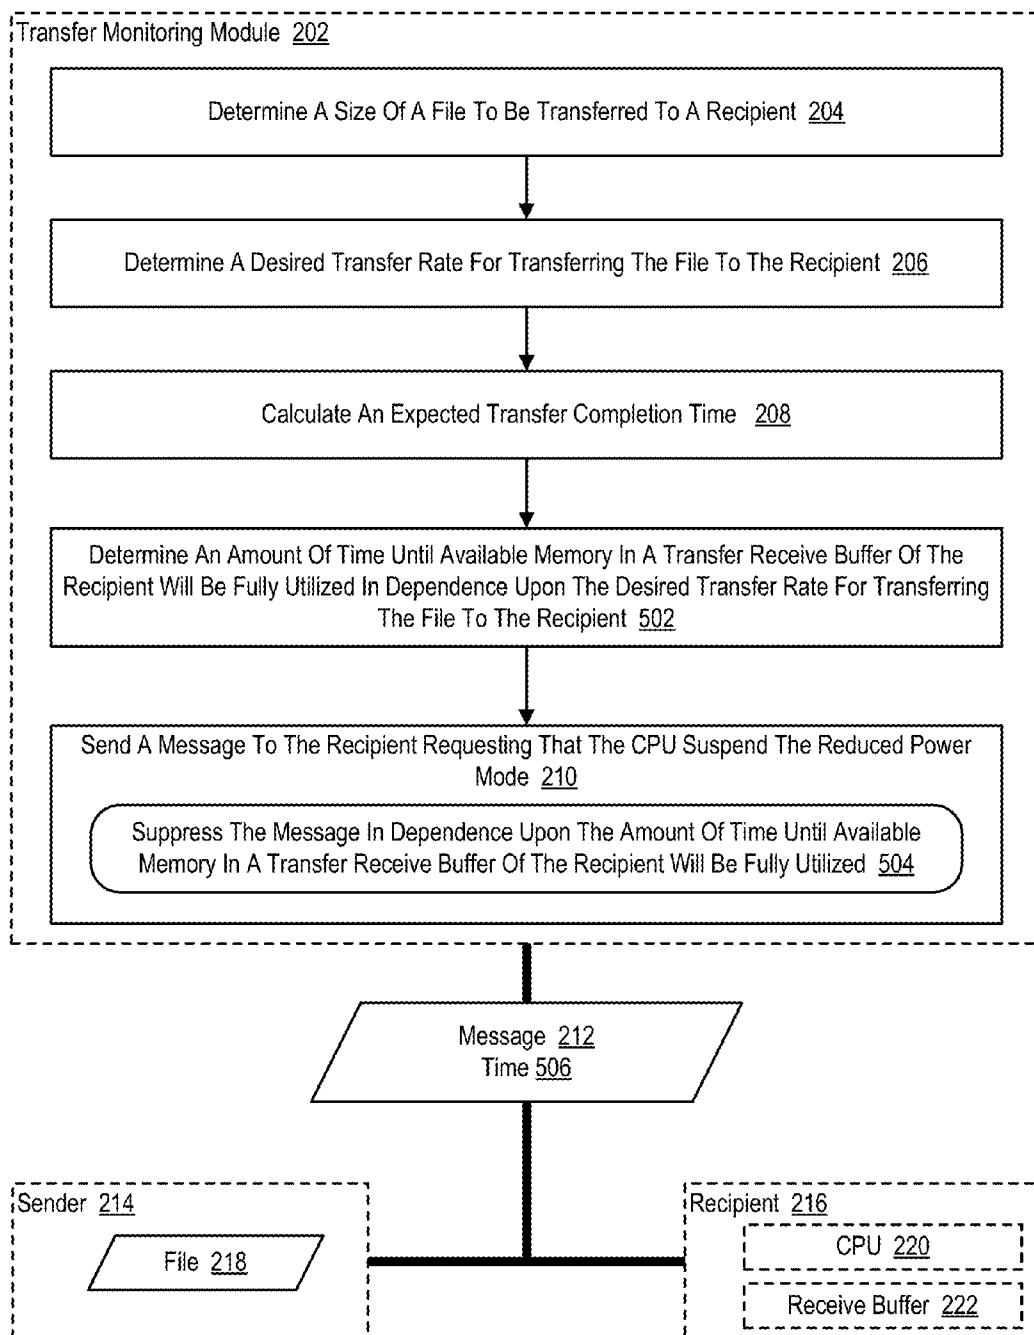 Transfer Monitoring Module 202
Determine A Size Of A File To Be Transferred To A Recipient 204
Determine A Desired Transfer Rate For Transferring The File To The Recipient 206
Calculate An Expected Transfer Completion Time 208
Determine An Amount Of Time Until Available Memory In A Transfer Receive Buffer Of The
Recipient Will Be Fully Utilized In Dependence Upon The Desired Transfer Rate For Transferring
The File To The Recipient 502
Send A Message To The Recipient Requesting That The CPU Suspend The Reduced Power
Mode 210
Suppress The Message In Dependence Upon The Amount Of Time Until Available
Memory In A Transfer Receive Buffer Of The Recipient Will Be Fully Utilized 504
Message 212
Time 506
Sender 214
File 218
Recipient 216
CPU 220
Receive Buffer 222